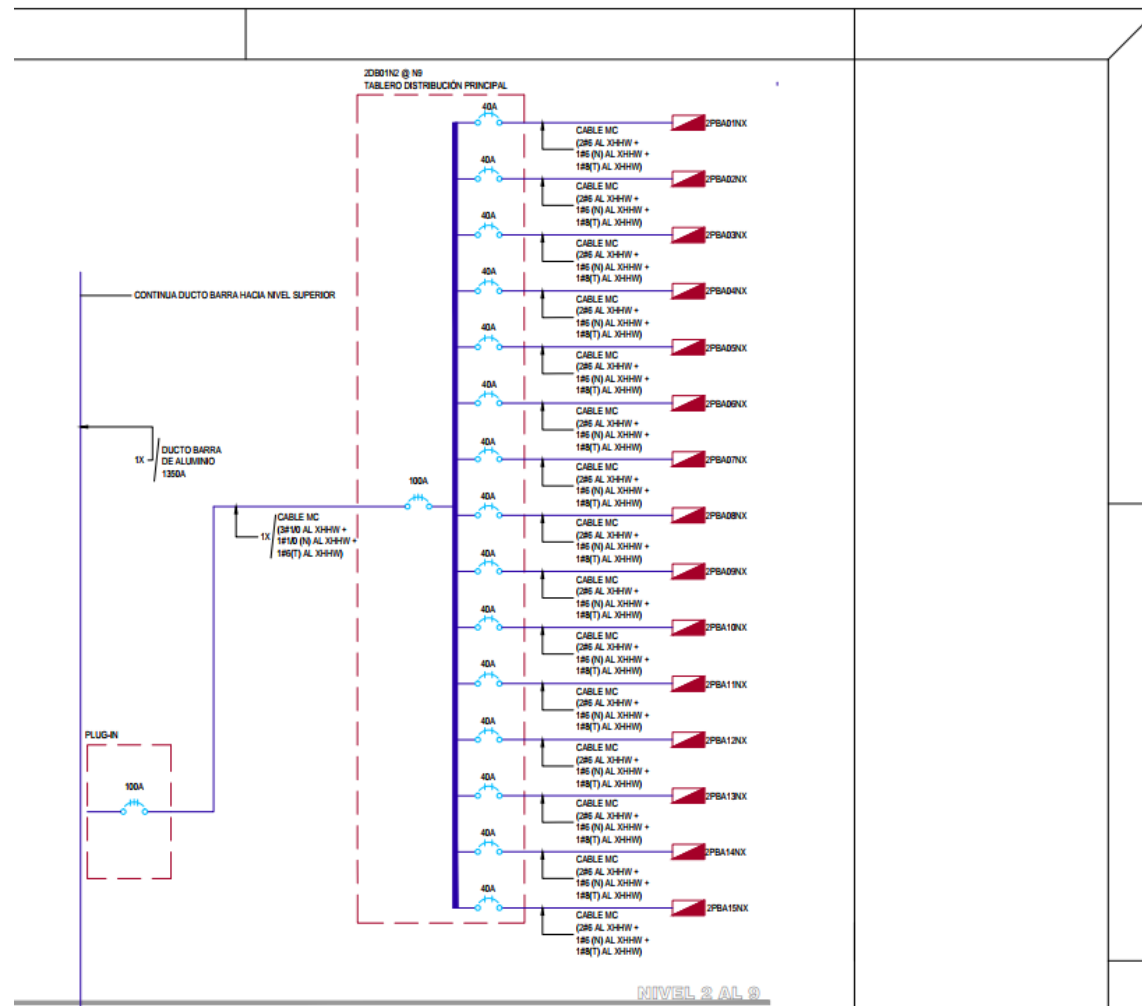 2DB01N2 @ N9
TABLERO DISTRIBUCIÓN PRINCIPAL
40A
CABLE MC
(2#6 AL XHHW +
1#6 (N) AL XHHW +
1#8(T) AL XHHW)
2PBA01NX
40A
CABLE MC
(2#6 AL XHHW +
1#6 (N) AL XHHW +
1#8(T) AL XHHW)
2PBA02NX
40A
CABLE MC
(2#6 AL XHHW +
1#6 (N) AL XHHW +
1#8(T) AL XHHW)
2PBA03NX
40A
CABLE MC
(2#6 AL XHHW +
1#6 (N) AL XHHW +
1#8(T) AL XHHW)
2PBA04NX
40A
CABLE MC
(2#6 AL XHHW +
1#6 (N) AL XHHW +
1#8(T) AL XHHW)
2PBA05NX
40A
CABLE MC
(2#6 AL XHHW +
1#6 (N) AL XHHW +
1#8(T) AL XHHW)
2PBA06NX
40A
CABLE MC
(2#6 AL XHHW +
1#6 (N) AL XHHW +
1#8(T) AL XHHW)
2PBA07NX
40A
CABLE MC
(2#6 AL XHHW +
1#6 (N) AL XHHW +
1#8(T) AL XHHW)
2PBA08NX
40A
CABLE MC
(2#6 AL XHHW +
1#6 (N) AL XHHW +
1#8(T) AL XHHW)
2PBA09NX
40A
CABLE MC
(2#6 AL XHHW +
1#6 (N) AL XHHW +
1#8(T) AL XHHW)
2PBA10NX
40A
CABLE MC
(2#6 AL XHHW +
1#6 (N) AL XHHW +
1#8(T) AL XHHW)
2PBA11NX
40A
CABLE MC
(2#6 AL XHHW +
1#6 (N) AL XHHW +
1#8(T) AL XHHW)
2PBA12NX
40A
CABLE MC
(2#6 AL XHHW +
1#6 (N) AL XHHW +
1#8(T) AL XHHW)
2PBA13NX
40A
CABLE MC
(2#6 AL XHHW +
1#6 (N) AL XHHW +
1#8(T) AL XHHW)
2PBA14NX
40A
CABLE MC
(2#6 AL XHHW +
1#6 (N) AL XHHW +
1#8(T) AL XHHW)
2PBA15NX
CONTINUA DUCTO BARRA HACIA NIVEL SUPERIOR
1X
DUCTO BARRA
DE ALUMINIO
1350A
100A
1X
CABLE MC
(3#1/0 AL XHHW +
1#1/0 (N) AL XHHW +
1#6(T) AL XHHW)
PLUG-IN
100A
NIVEL 2 AL 9